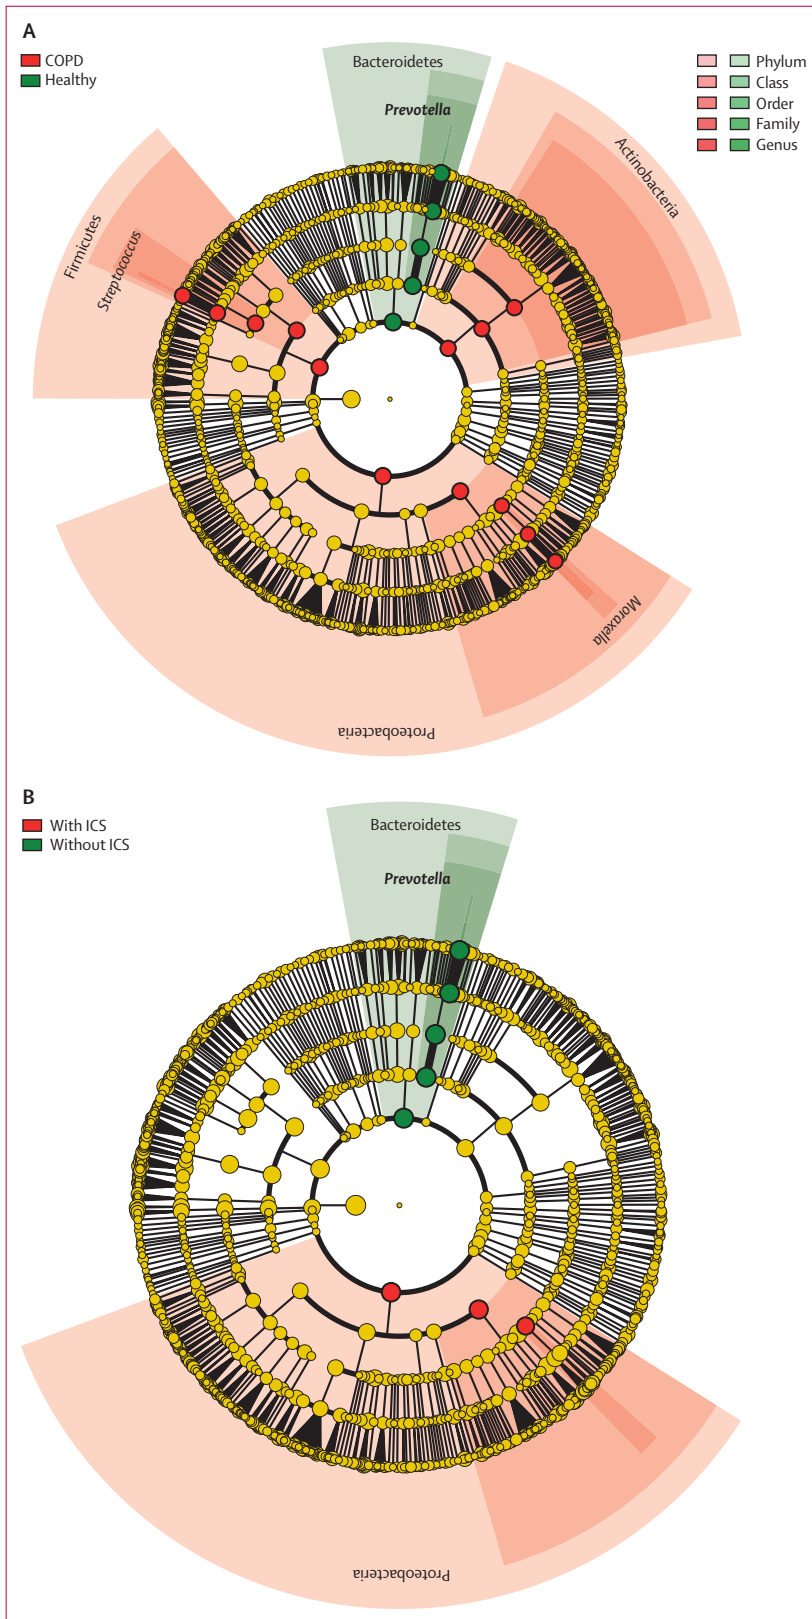 A
COPD
Healthy
Phylum
Class
Order
Family
Genus
Bacteroidetes
Prevotella
Actinobacteria
Firmicutes
Streptococcus
Moraxella
Proteobacteria
B
With ICS
Without ICS
Bacteroidetes
Prevotella
Proteobacteria